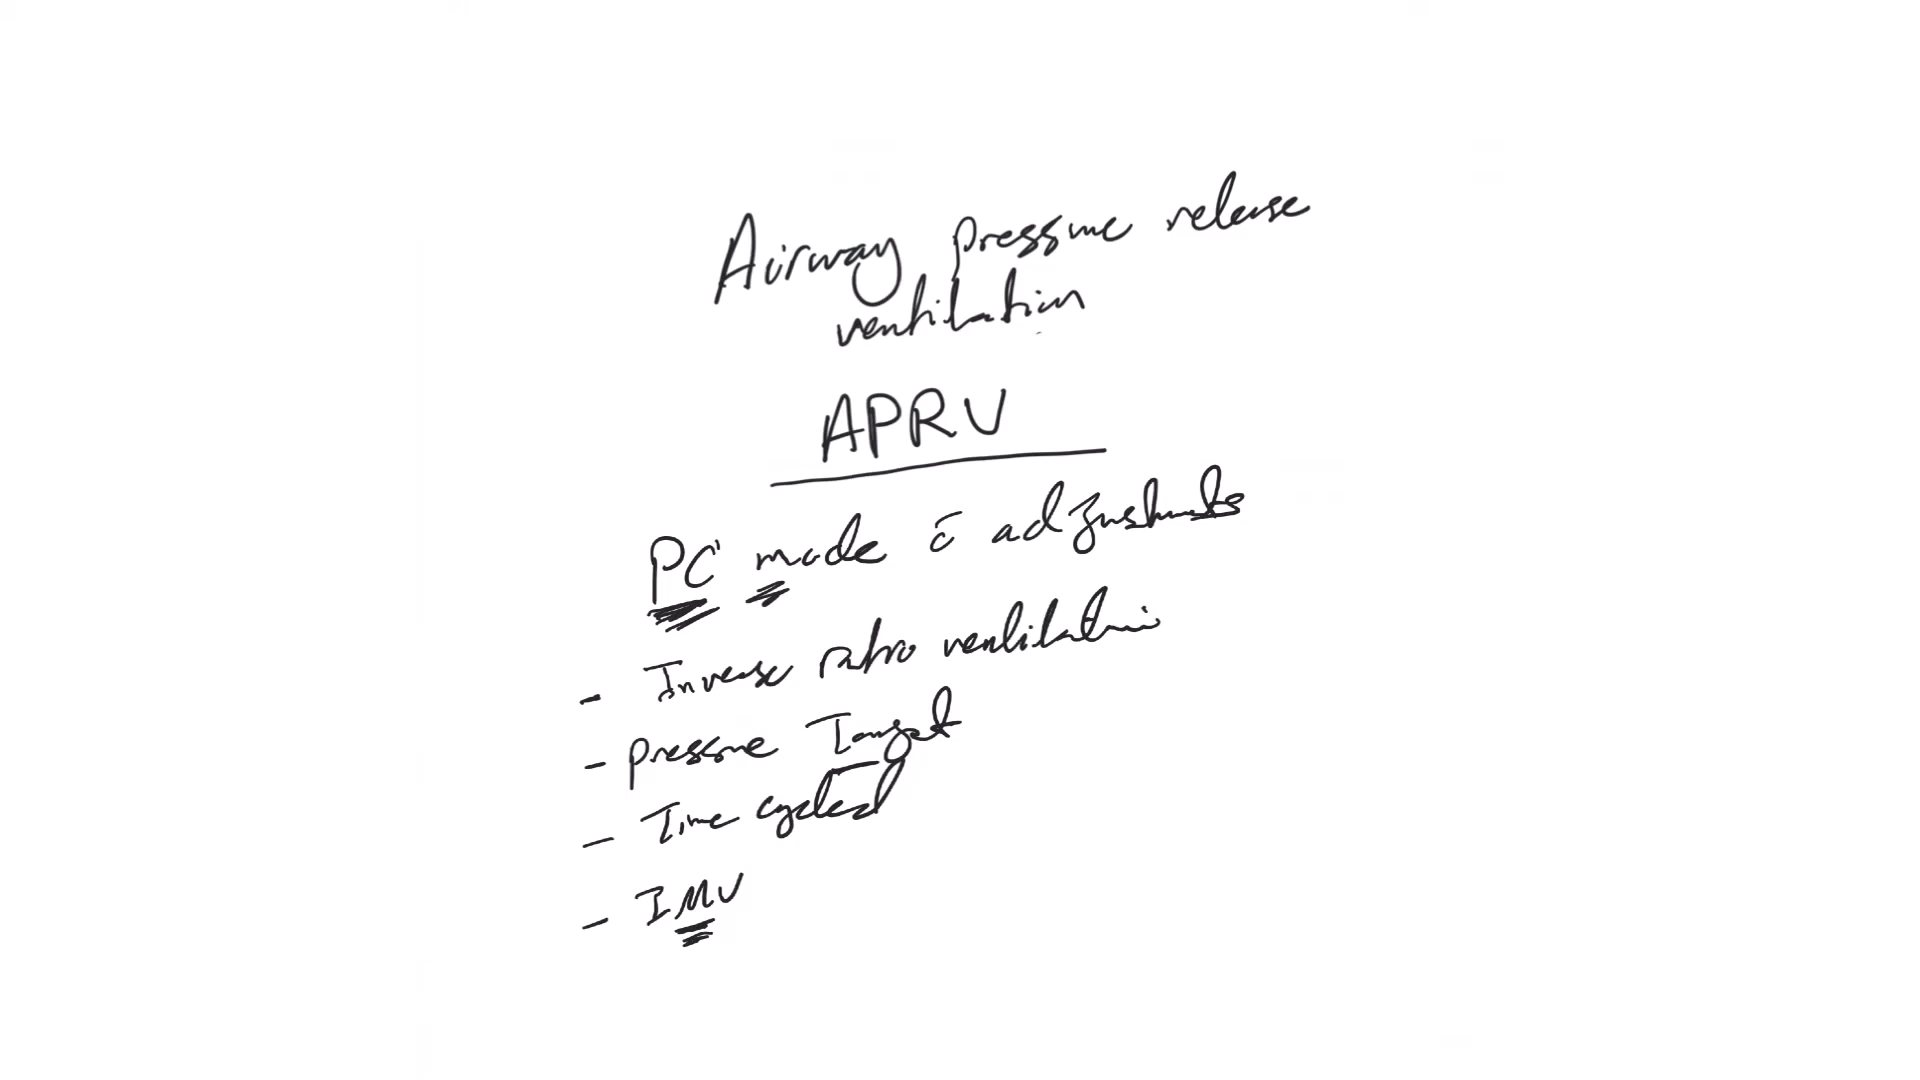 Airway pressure release
ventilation
APRV
PC mode c̄ adjustments
- Inverse ratio ventilation
- pressure Target
- Time cycled
- IMV